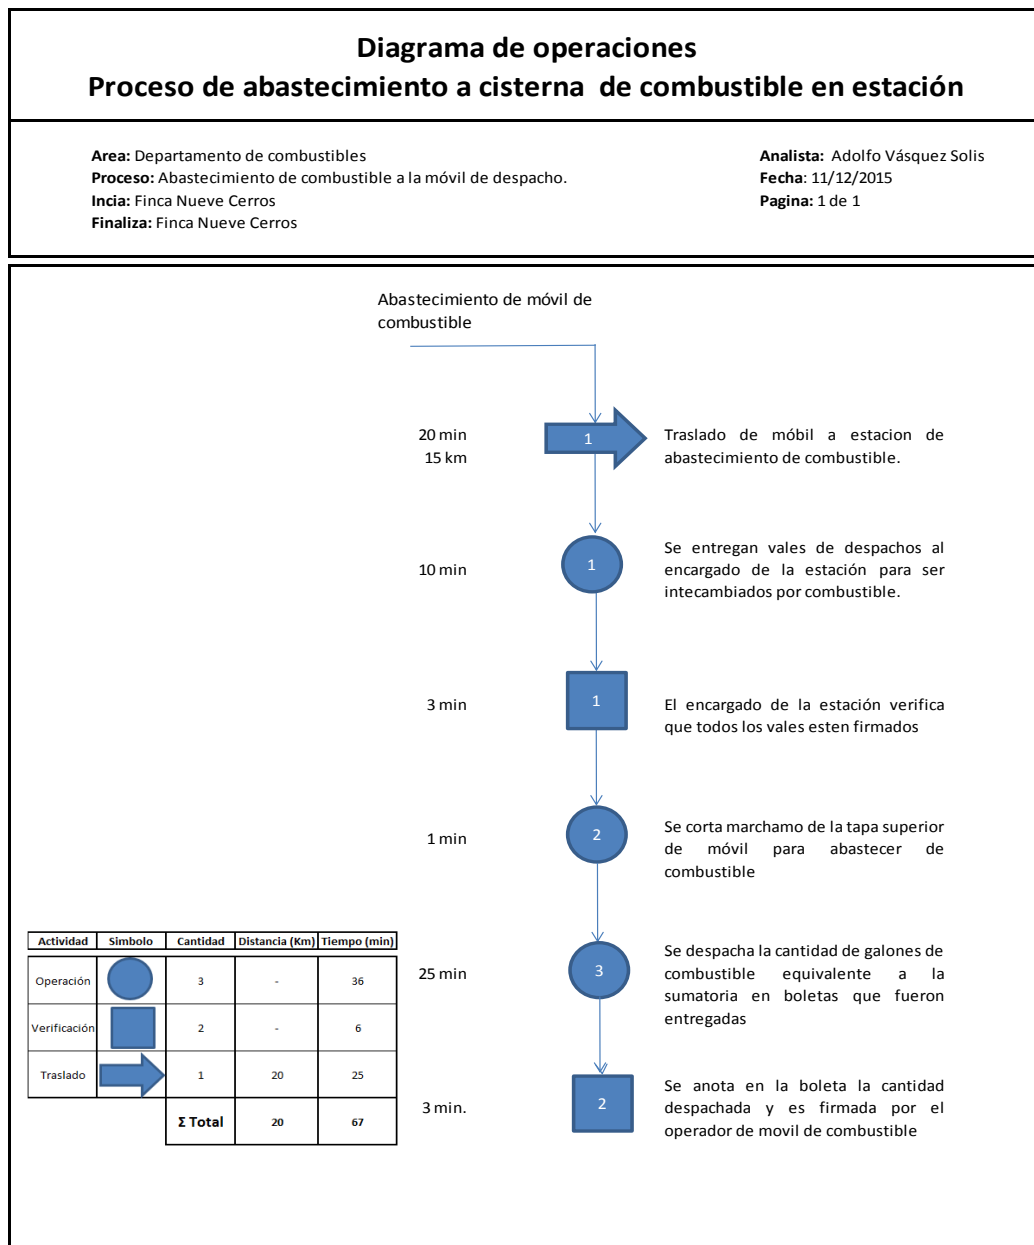 Diagrama de operaciones
Proceso de abastecimiento a cisterna de combustible en estación
Area: Departamento de combustibles
Proceso: Abastecimiento de combustible a la móvil de despacho.
Incia: Finca Nueve Cerros
Finaliza: Finca Nueve Cerros
Analista: Adolfo Vásquez Solis
Fecha: 11/12/2015
Pagina: 1 de 1
Abastecimiento de móvil de
combustible
20 min
15 km
1
Traslado de móbil a estacion de
abastecimiento de combustible.
10 min
1
Se entregan vales de despachos al
encargado de la estación para ser
intecambiados por combustible.
3 min
1
El encargado de la estación verifica
que todos los vales esten firmados
1 min
2
Se corta marchamo de la tapa superior
de móvil para abastecer de
combustible
25 min
3
Se despacha la cantidad de galones de
combustible equivalente a la
sumatoria en boletas que fueron
entregadas
3 min.
2
Se anota en la boleta la cantidad
despachada y es firmada por el
operador de movil de combustible
Actividad Simbolo Cantidad Distancia (Km) Tiempo (min)
Operación 3 - 36
Verificación 2 - 6
Traslado 1 20 25
Σ Total 20 67